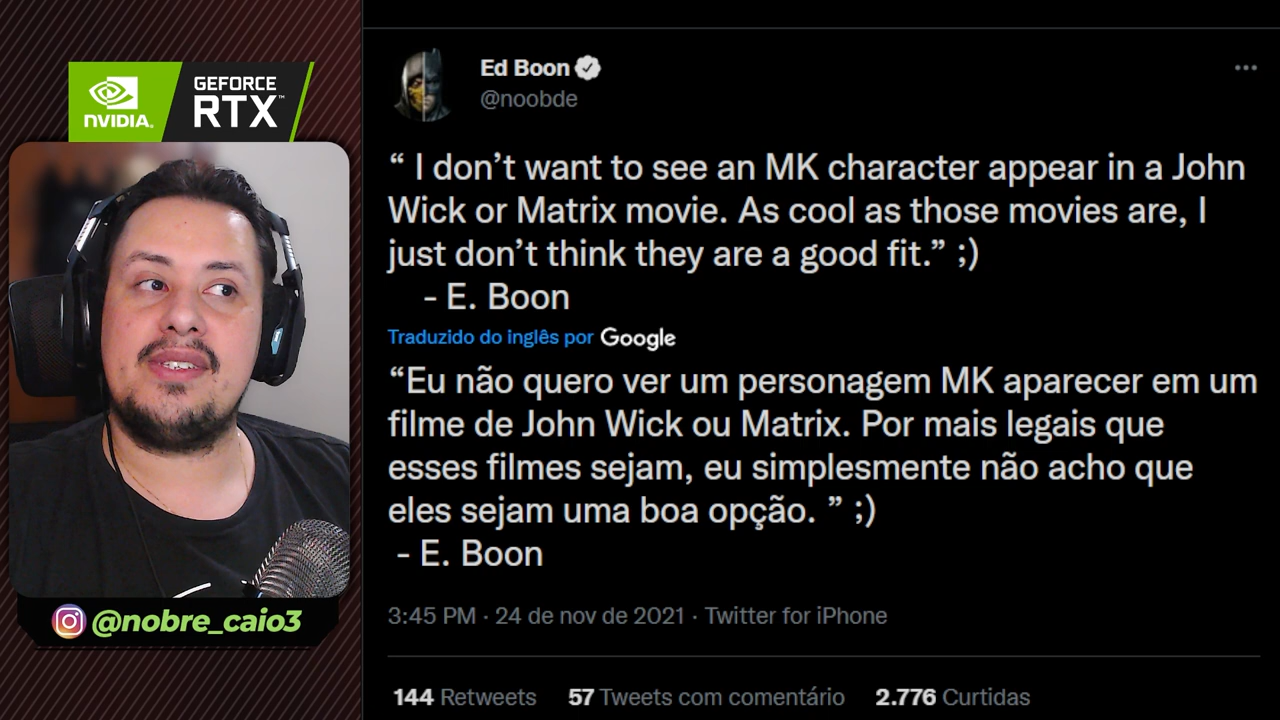 NVIDIA.
GEFORCE
RTX™
@nobre_caio3
Ed Boon
@noobde
“ I don’t want to see an MK character appear in a John
Wick or Matrix movie. As cool as those movies are, I
just don’t think they are a good fit.” ;)
- E. Boon
Traduzido do inglês por Google
“Eu não quero ver um personagem MK aparecer em um
filme de John Wick ou Matrix. Por mais legais que
esses filmes sejam, eu simplesmente não acho que
eles sejam uma boa opção. ” ;)
- E. Boon
3:45 PM · 24 de nov de 2021 · Twitter for iPhone
144 Retweets 57 Tweets com comentário 2.776 Curtidas